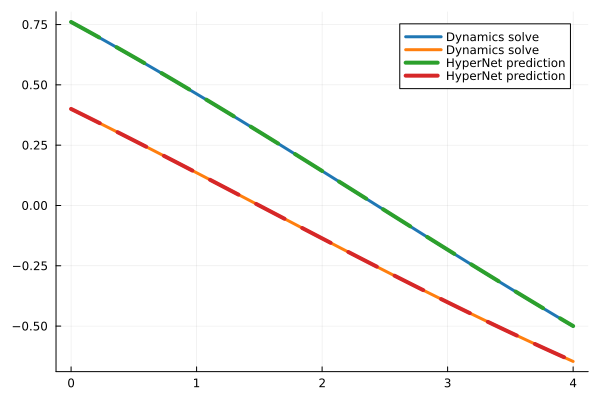 0.75
0.50
0.25
0.00
−0.25
−0.50
Dynamics solve
Dynamics solve
HyperNet prediction
HyperNet prediction
0 1 2 3 4